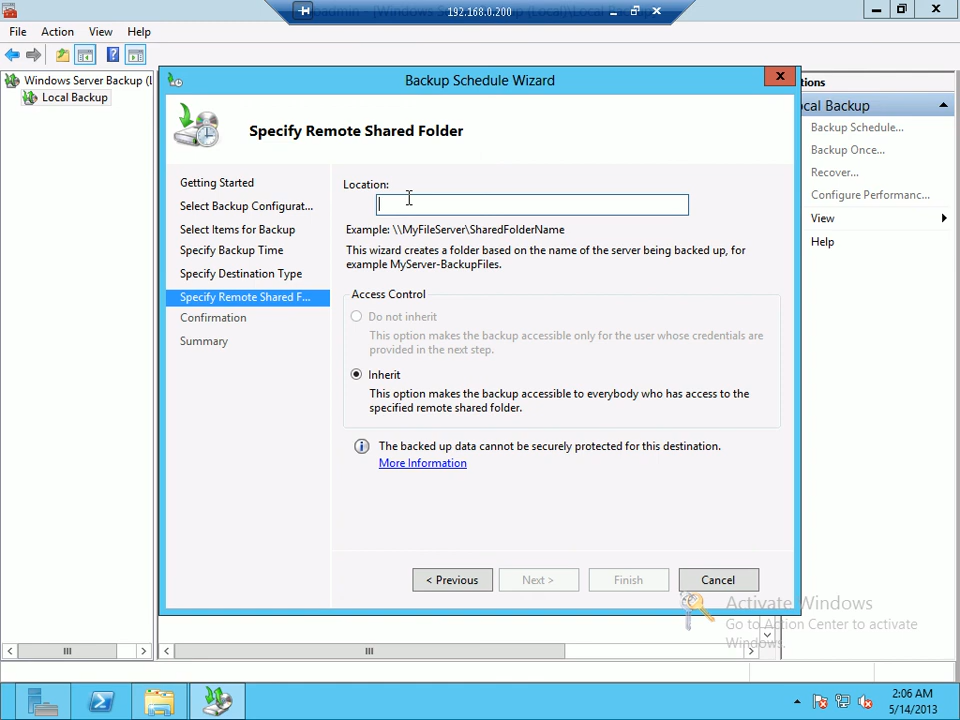 192.168.0.200
File Action View Help
Windows Server Backup (L
Local Backup
Backup Schedule Wizard
Specify Remote Shared Folder
Getting Started
Select Backup Configurat...
Select Items for Backup
Specify Backup Time
Specify Destination Type
Specify Remote Shared F...
Confirmation
Summary
Location:
Example: \\MyFileServer\SharedFolderName
This wizard creates a folder based on the name of the server being backed up, for
example MyServer-BackupFiles.
Access Control
Do not inherit
This option makes the backup accessible only for the user whose credentials are
provided in the next step.
Inherit
This option makes the backup accessible to everybody who has access to the
specified remote shared folder.
The backed up data cannot be securely protected for this destination.
More Information
< Previous
Next >
Finish
Cancel
tions
ocal Backup
Backup Schedule...
Backup Once...
Recover...
Configure Performanc...
View
Help
Activate Windows
Go to Action Center to activate
Windows.
2:06 AM
5/14/2013